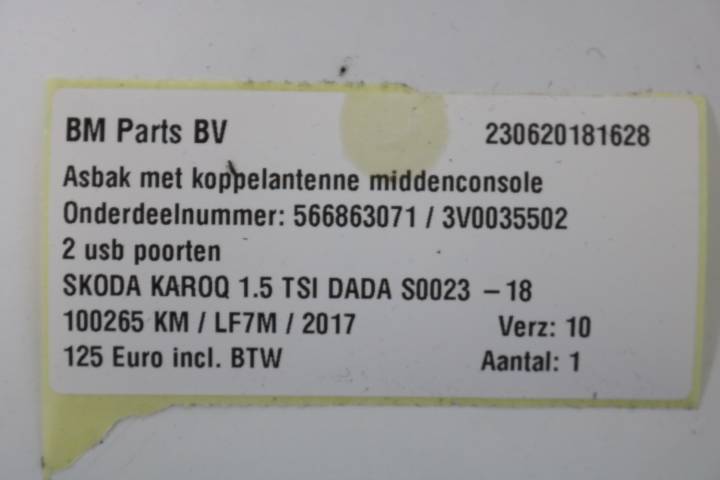 BM Parts BV 230620181628
Asbak met koppelantenne middenconsole
Onderdeelnummer: 566863071 / 3V0035502
2 usb poorten
SKODA KAROQ 1.5 TSI DADA S0023 – 18
100265 KM / LF7M / 2017 Verz: 10
125 Euro incl. BTW Aantal: 1